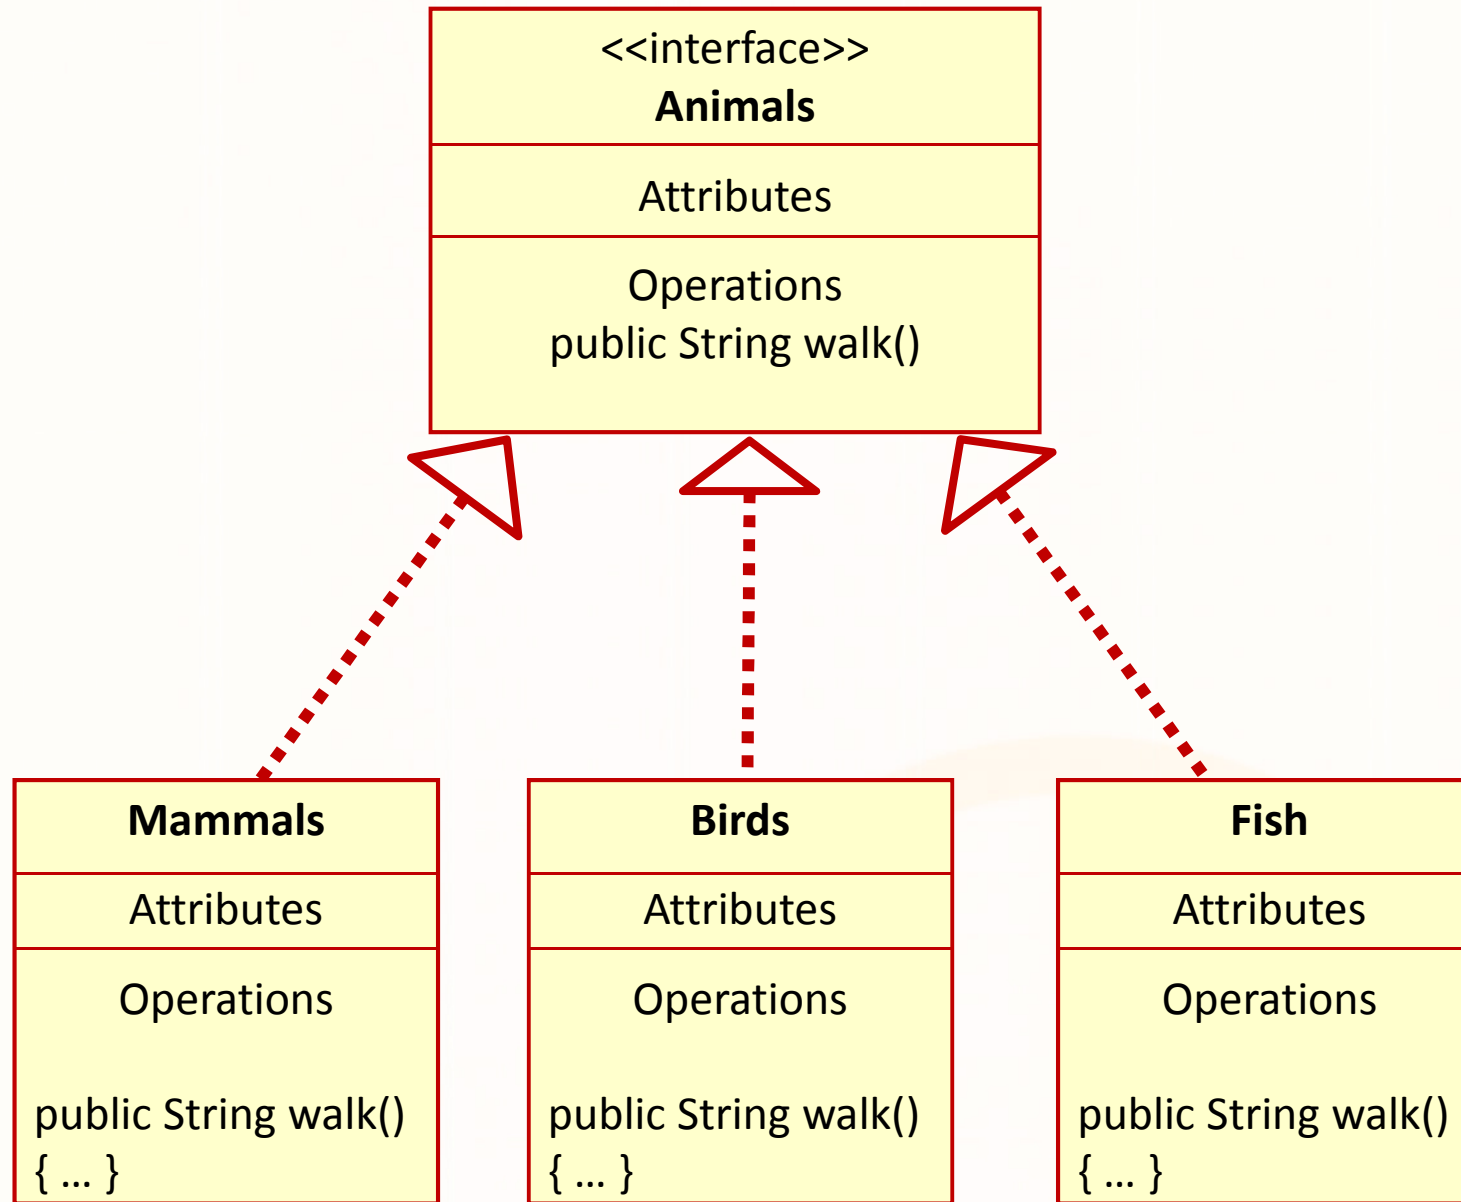 <<interface>>
Animals
Attributes
Operations
public String walk()
Mammals
Attributes
Operations
public String walk()
{ ... }
Birds
Attributes
Operations
public String walk()
{ ... }
Fish
Attributes
Operations
public String walk()
{ ... }